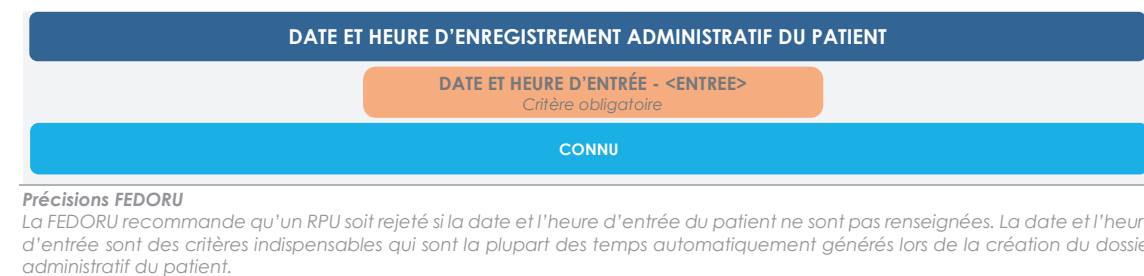 DATE ET HEURE D'ENREGISTREMENT ADMINISTRATIF DU PATIENT
DATE ET HEURE D'ENTRÉE - <ENTREE>
Critère obligatoire
CONNU
Précisions FEDORU
La FEDORU recommande qu'un RPU soit rejeté si la date et l'heure d'entrée du patient ne sont pas renseignées. La date et l'heur
d'entrée sont des critères indispensables qui sont la plupart des temps automatiquement générés lors de la création du dossie
administratif du patient.